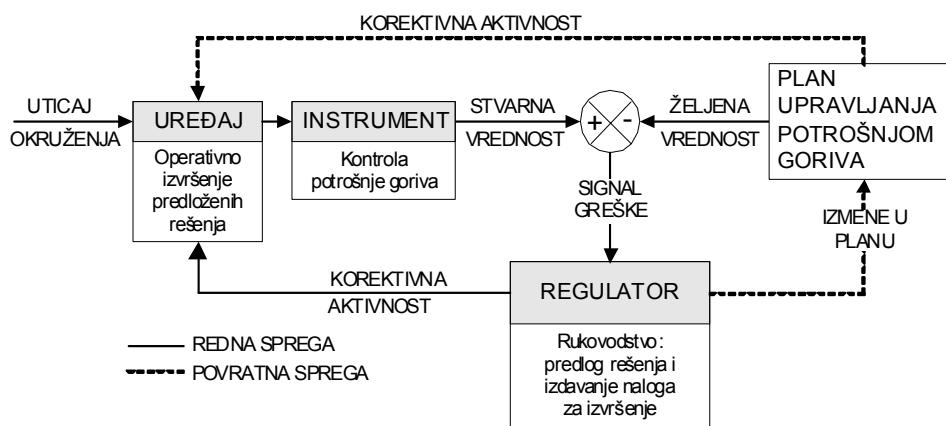 KOREKTIVNA AKTIVNOST
UTICAJ
OKRUŽENJA
UREĐAJ
Operativno
izvršenje
predloženih
rešenja
INSTRUMENT
Kontrola
potrošnje goriva
STVARNA
VREDNOST
+ -
ŽELJENA
VREDNOST
PLAN
UPRAVLJANJA
POTROŠNJOM
GORIVA
SIGNAL
GREŠKE
IZMENE U
PLANU
KOREKTIVNA
AKTIVNOST
REGULATOR
Rukovodstvo:
predlog rešenja i
izdavanje naloga
za izvršenje
REDNA SPREGA
POVRATNA SPREGA